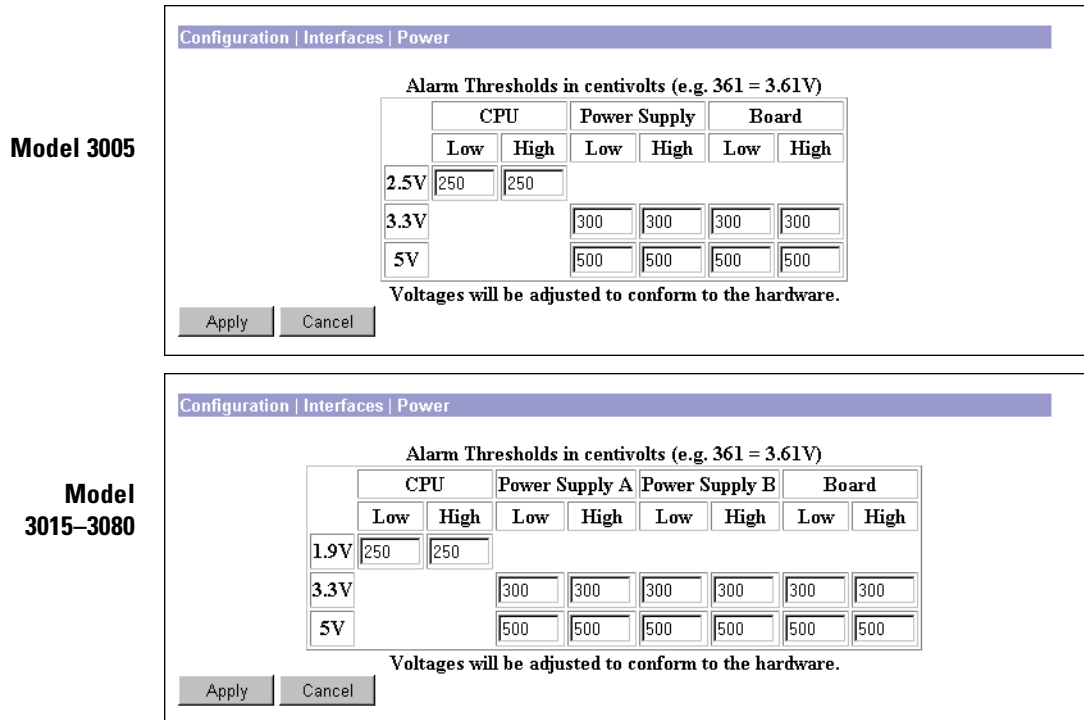 Configuration | Interfaces | Power
Alarm Thresholds in centivolts (e.g. 361 = 3.61V)
CPU Power Supply Board
Model 3005
Low High Low High Low High
2.5V 250 250
3.3V 300 300 300 300
5V 500 500 500 500
Voltages will be adjusted to conform to the hardware.
Apply Cancel
Configuration | Interfaces | Power
Alarm Thresholds in centivolts (e.g. 361 = 3.61V)
CPU Power Supply A Power Supply B Board
Model
3015–3080
Low High Low High Low High Low High
1.9V 250 250
3.3V 300 300 300 300 300 300
5V 500 500 500 500 500 500
Voltages will be adjusted to conform to the hardware.
Apply Cancel